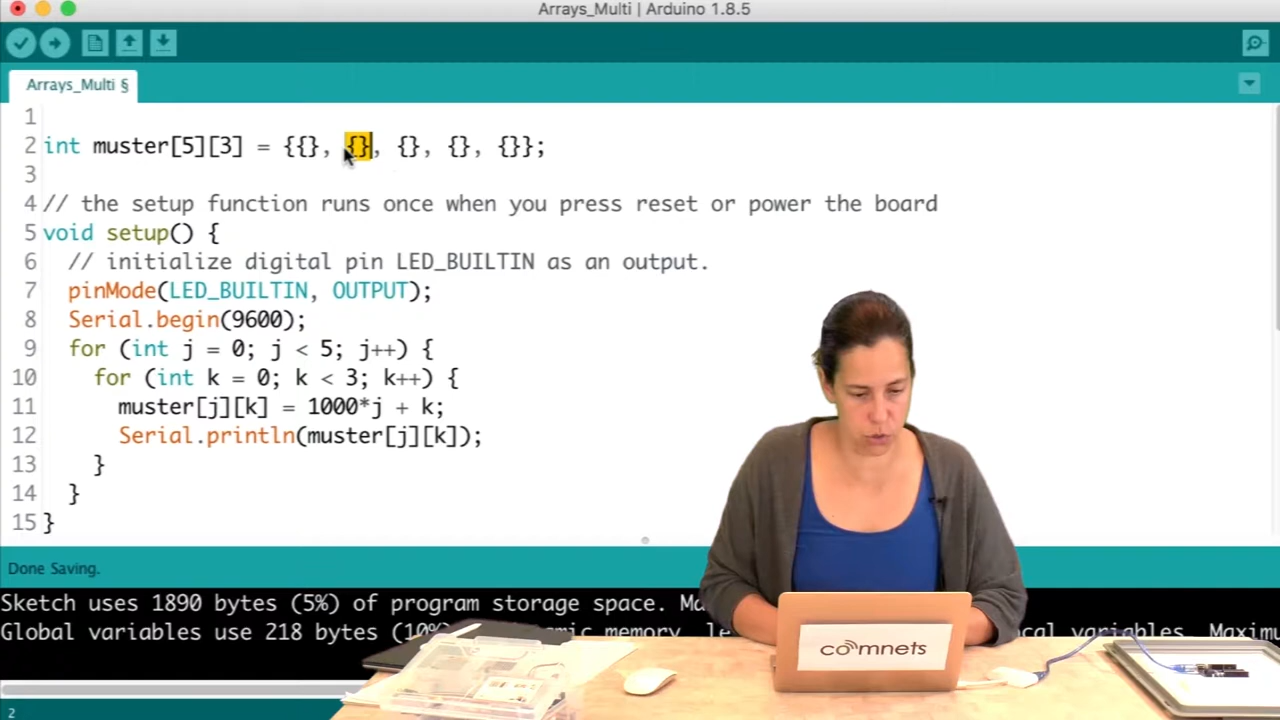 Arrays_Multi | Arduino 1.8.5
Arrays_Multi §
1
2 int muster[5][3] = {{}, {}, {}, {}, {}};
3
4 // the setup function runs once when you press reset or power the board
5 void setup() {
6 // initialize digital pin LED_BUILTIN as an output.
7 pinMode(LED_BUILTIN, OUTPUT);
8 Serial.begin(9600);
9 for (int j = 0; j < 5; j++) {
10 for (int k = 0; k < 3; k++) {
11 muster[j][k] = 1000*j + k;
12 Serial.println(muster[j][k]);
13 }
14 }
15 }
Done Saving.
Sketch uses 1890 bytes (5%) of program storage space.
Global variables use 218 bytes (10% memory, variables.
comnets
2